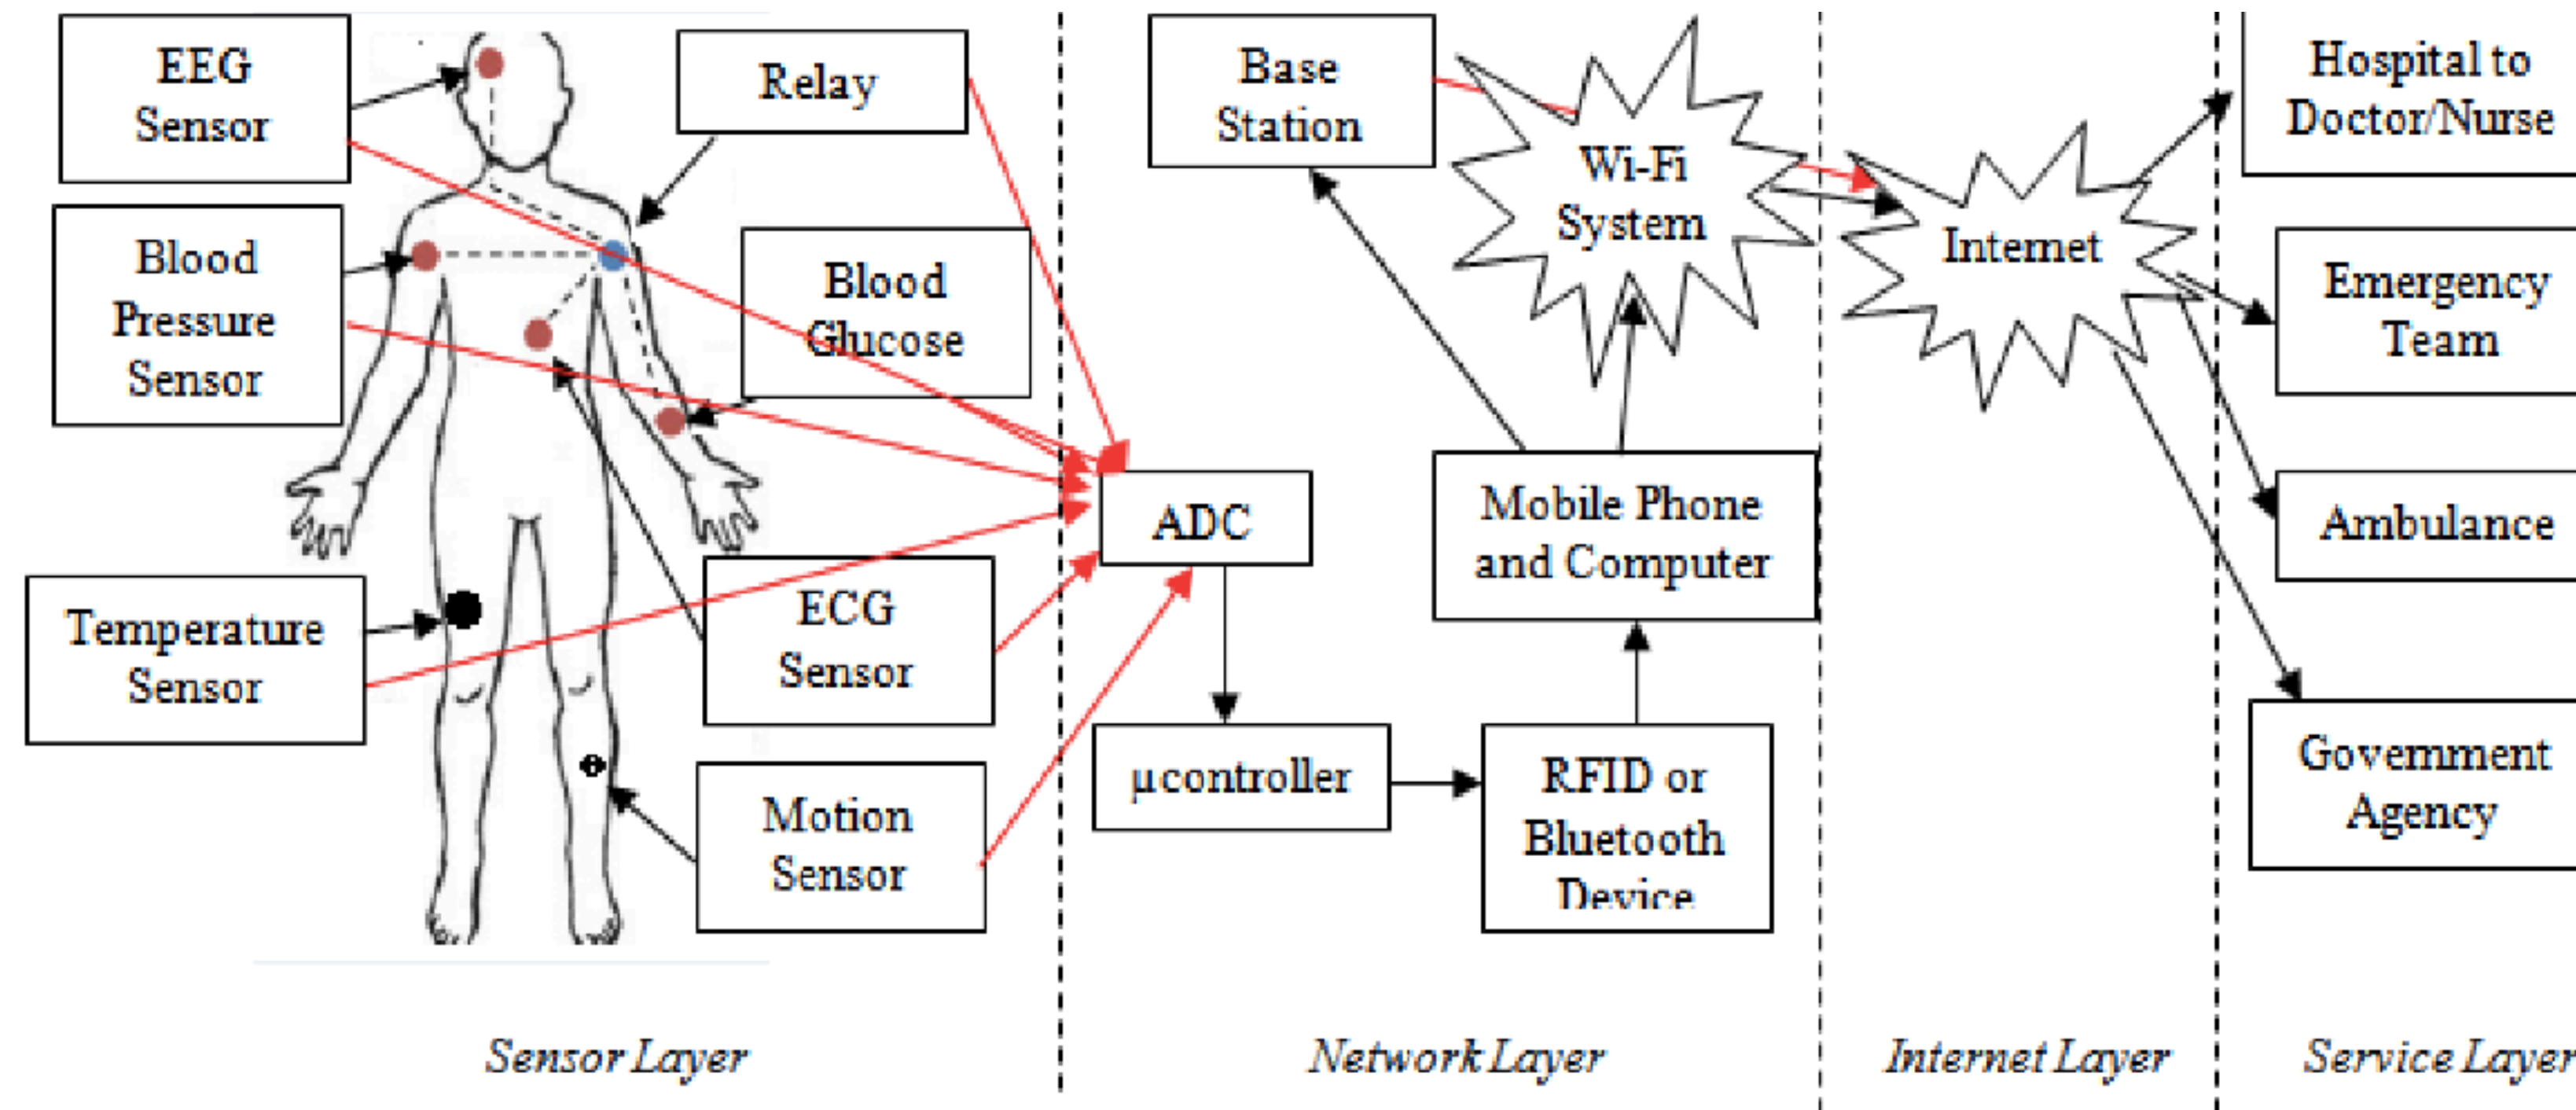 EEG
Sensor
Relay
Blood
Pressure
Sensor
Blood
Glucose
Temperature
Sensor
ECG
Sensor
Motion
Sensor
Base
Station
Wi-Fi
System
ADC
Mobile Phone
and Computer
µcontroller
RFID or
Bluetooth
Device
Internet
Hospital to
Doctor/Nurse
Emergency
Team
Ambulance
Government
Agency
Sensor Layer
Network Layer
Internet Layer
Service Layer